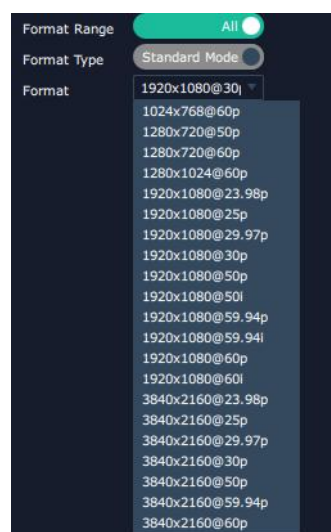 Format Range All
Format Type Standard Mode
Format 1920x1080@30p
1024x768@60p
1280x720@50p
1280x720@60p
1280x1024@60p
1920x1080@23.98p
1920x1080@25p
1920x1080@29.97p
1920x1080@30p
1920x1080@50p
1920x1080@50i
1920x1080@59.94p
1920x1080@59.94i
1920x1080@60p
1920x1080@60i
3840x2160@23.98p
3840x2160@25p
3840x2160@29.97p
3840x2160@30p
3840x2160@50p
3840x2160@59.94p
3840x2160@60p